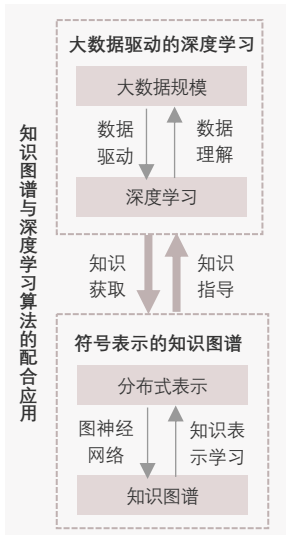 知识图谱与深度学习算法的配合应用
大数据驱动的深度学习
大数据规模
数据
驱动
数据
理解
深度学习
知识
获取
知识
指导
符号表示的知识图谱
分布式表示
图神经
网络
知识表
示学习
知识图谱